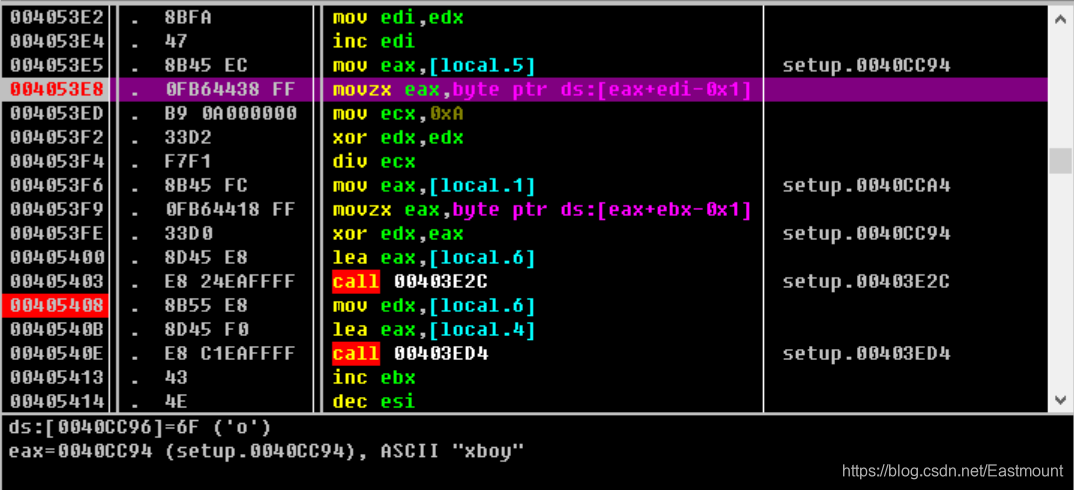 004053E2 . 8BFA mov edi,edx
004053E4 . 47 inc edi
004053E5 . 8B45 EC mov eax,[local.5] setup.0040CC94
004053E8 . 0FB64438 FF movzx eax,byte ptr ds:[eax+edi-0x1]
004053ED . B9 0A000000 mov ecx,0xA
004053F2 . 33D2 xor edx,edx
004053F4 . F7F1 div ecx
004053F6 . 8B45 FC mov eax,[local.1] setup.0040CCA4
004053F9 . 0FB64418 FF movzx eax,byte ptr ds:[eax+ebx-0x1]
004053FE . 33D0 xor edx,eax setup.0040CC94
00405400 . 8D45 E8 lea eax,[local.6]
00405403 . E8 24EAFFFF call 00403E2C setup.00403E2C
00405408 . 8B55 E8 mov edx,[local.6]
0040540B . 8D45 F0 lea eax,[local.4]
0040540E . E8 C1EAFFFF call 00403ED4 setup.00403ED4
00405413 . 43 inc ebx
00405414 . 4E dec esi
ds:[0040CC96]=6F ('o')
eax=0040CC94 (setup.0040CC94), ASCII "xboy"
https://blog.csdn.net/Eastmount